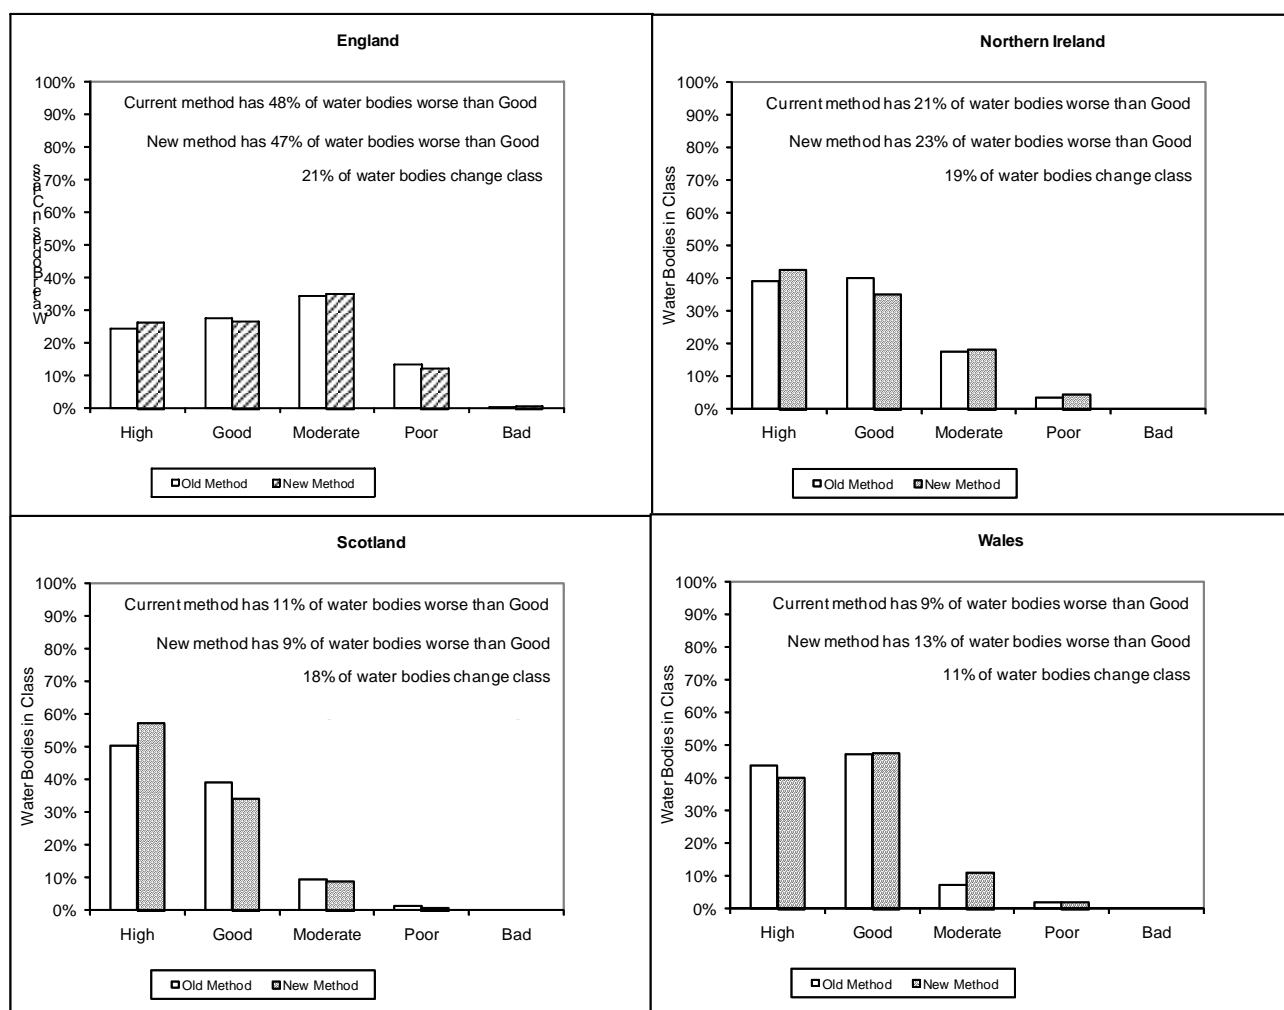 England
100%
90%
80%
70%
60%
50%
40%
30%
20%
10%
0%
Water Bodies in Class
Current method has 48% of water bodies worse than Good
New method has 47% of water bodies worse than Good
21% of water bodies change class
High Good Moderate Poor Bad
Old Method New Method
Northern Ireland
100%
90%
80%
70%
60%
50%
40%
30%
20%
10%
0%
Water Bodies in Class
Current method has 21% of water bodies worse than Good
New method has 23% of water bodies worse than Good
19% of water bodies change class
High Good Moderate Poor Bad
Old Method New Method
Scotland
100%
90%
80%
70%
60%
50%
40%
30%
20%
10%
0%
Water Bodies in Class
Current method has 11% of water bodies worse than Good
New method has 9% of water bodies worse than Good
18% of water bodies change class
High Good Moderate Poor Bad
Old Method New Method
Wales
100%
90%
80%
70%
60%
50%
40%
30%
20%
10%
0%
Water Bodies in Class
Current method has 9% of water bodies worse than Good
New method has 13% of water bodies worse than Good
11% of water bodies change class
High Good Moderate Poor Bad
Old Method New Method